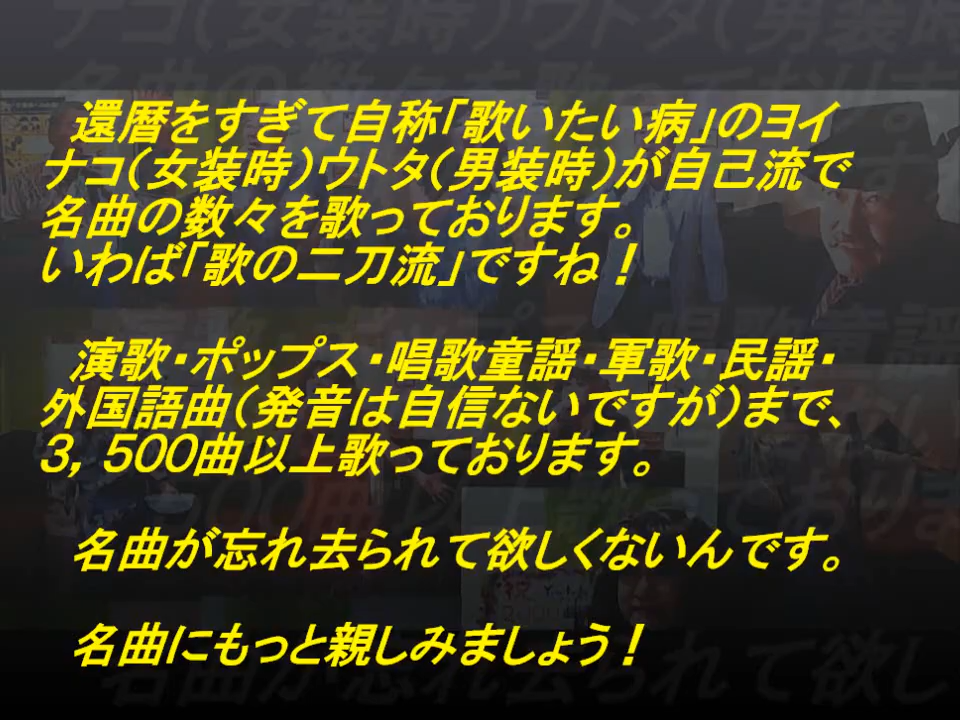 還暦をすぎて自称「歌いたい病」のヨイ
ナコ(女装時)ウトタ(男装時)が自己流で
名曲の数々を歌っております。
いわば「歌の二刀流」ですね!
演歌・ポップス・唱歌童謡・軍歌・民謡・
外国語曲(発音は自信ないですが)まで、
3,500曲以上歌っております。
名曲が忘れ去られて欲しくないんです。
名曲にもっと親しみましょう!